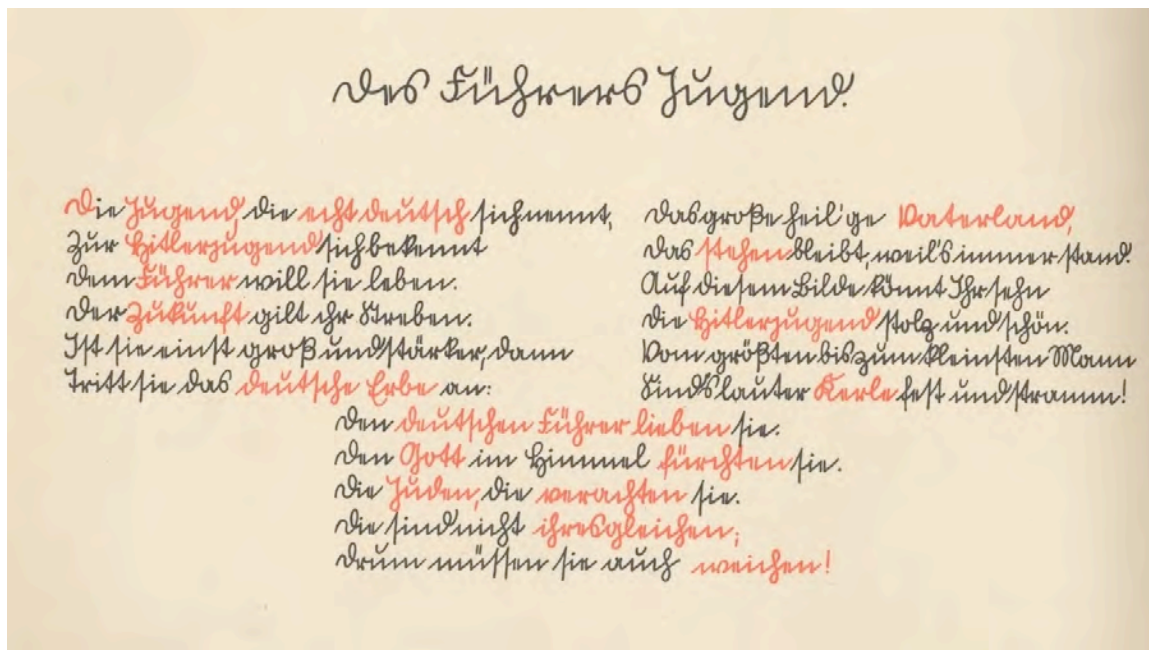 Des Führers Jugend.
Die Jugend, die echt deutsch sich nennt,
Zur Hitlerjugend sich bekennt
Dem Führer will sie leben.
Der Zukunft gilt ihr Streben.
Ist sie einst groß und stärker, dann
Tritt sie das deutsche Erbe an:
Das große heil'ge Vaterland,
Das stehen bleibt, weil's immer stand.
Auf diesem Bilde könnt Ihr sehn
Die Hitlerjugend stolz und schön.
Vom größten bis zum kleinsten Mann
Sind's lauter Kerle fest und stramm!
Den deutschen Führer lieben sie.
Den Gott im Himmel fürchten sie.
Die Juden, die verachten sie.
Die sind nicht ihresgleichen;
Drum müssen sie auch weichen!